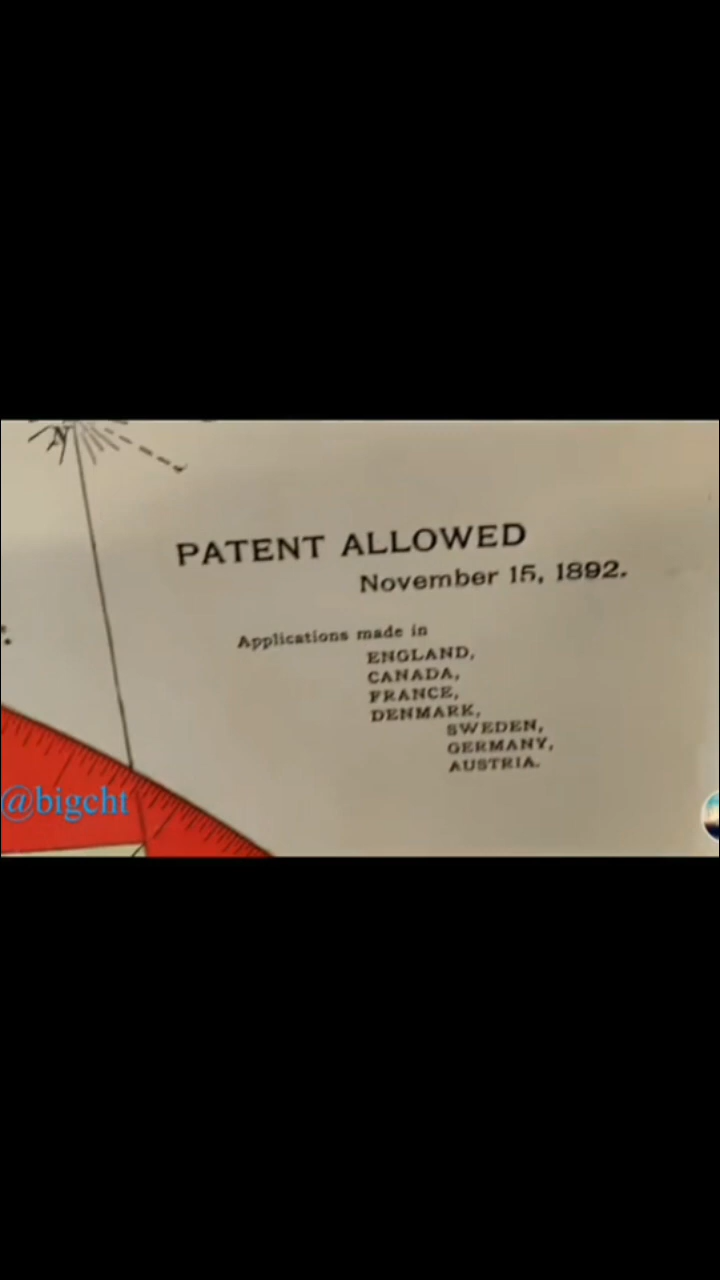 N
PATENT ALLOWED
November 15, 1892.
Applications made in
ENGLAND,
CANADA,
FRANCE,
DENMARK,
SWEDEN,
GERMANY,
AUSTRIA.
@bigcht